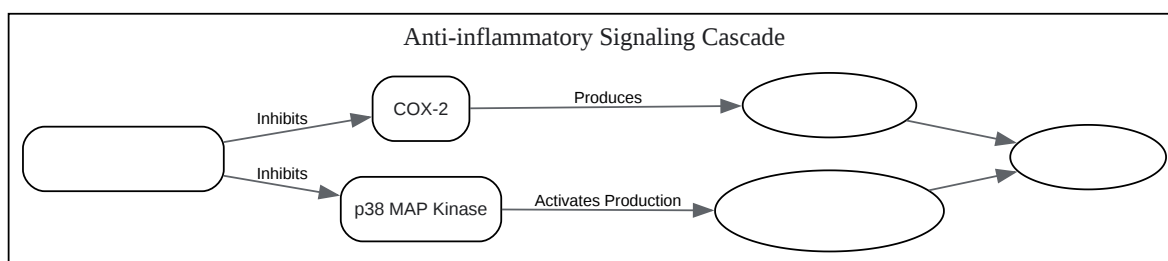 Anti-inflammatory Signaling Cascade
Inhibits
COX-2
Produces
Inhibits
p38 MAP Kinase
Activates Production